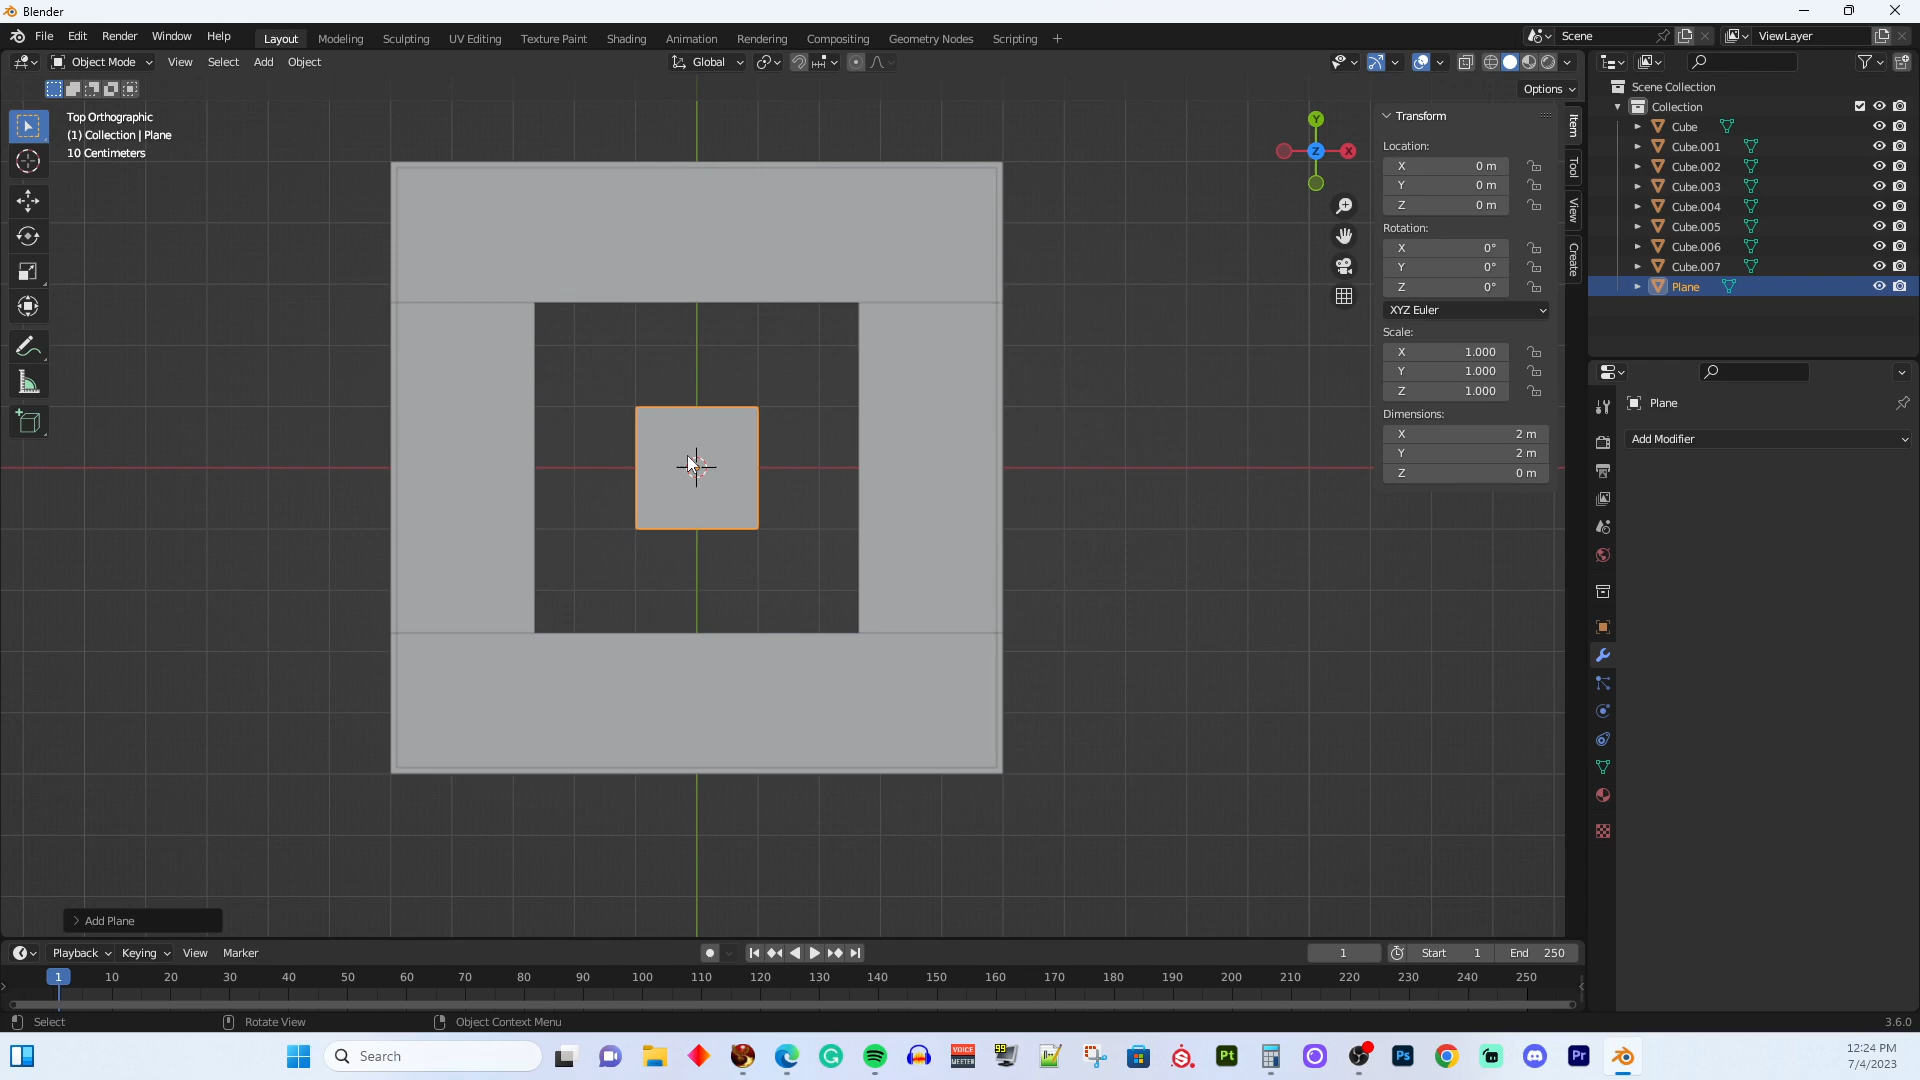 Blender
File Edit Render Window Help Layout Modeling Sculpting UV Editing Texture Paint Shading Animation Rendering Compositing Geometry Nodes Scripting + Scene ViewLayer
Object Mode View Select Add Object Global
Options
Top Orthographic
(1) Collection | Plane
10 Centimeters
Y
X
Z
Transform
Location:
X 0 m
Y 0 m
Z 0 m
Rotation:
X 0°
Y 0°
Z 0°
XYZ Euler
Scale:
X 1.000
Y 1.000
Z 1.000
Dimensions:
X 2 m
Y 2 m
Z 0 m
Item
Tool
View
Create
Scene Collection
Collection
Cube
Cube.001
Cube.002
Cube.003
Cube.004
Cube.005
Cube.006
Cube.007
Plane
Plane
Add Modifier
Add Plane
Playback Keying View Marker 1 Start 1 End 250
1 10 20 30 40 50 60 70 80 90 100 110 120 130 140 150 160 170 180 190 200 210 220 230 240 250
Select Rotate View Object Context Menu 3.6.0
Search
VOICE MEETER
99
Pt
Ps
Pr
12:24 PM
7/4/2023